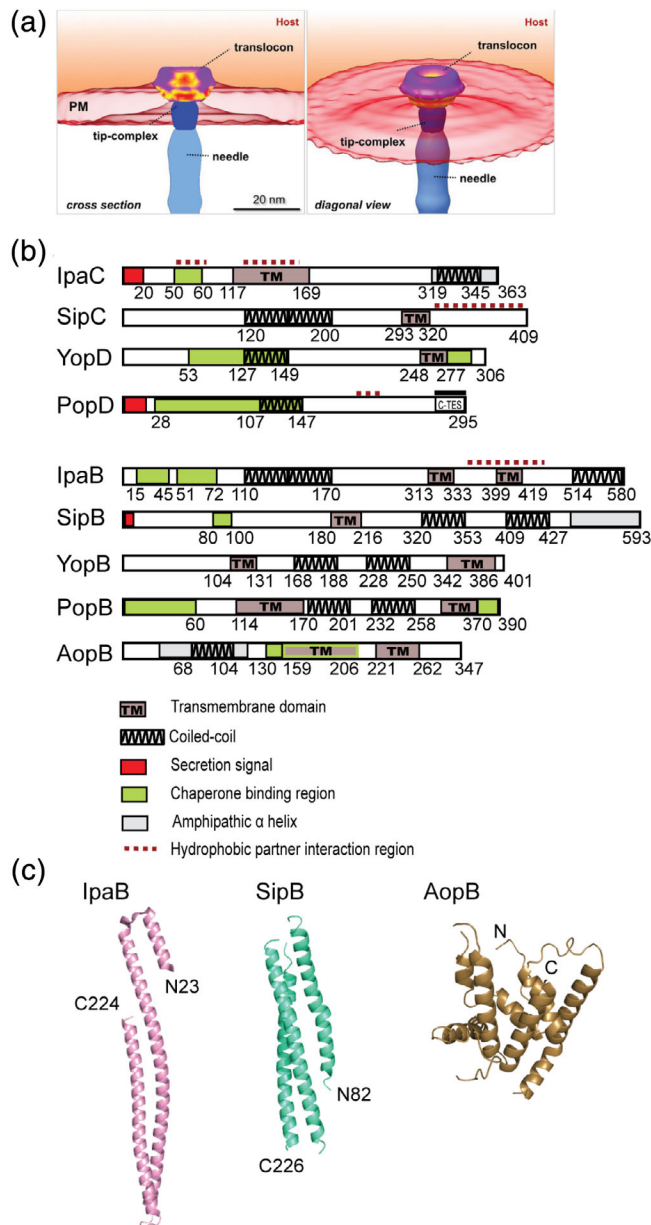 (a)
Host
translocon
PM
tip-complex
needle
cross section
20 nm
Host
translocon
tip-complex
needle
diagonal view
(b)
IpaC
TM
20 50 60 117 169 319 345 363
SipC
TM
120 200 293 320 409
YopD
TM
53 127 149 248 277 306
PopD
C-TES
28 107 147 295
IpaB
TM TM
15 45 51 72 110 170 313 333 399 419 514 580
SipB
TM
80 100 180 216 320 353 409 427 593
YopB
TM TM
104 131 168 188 228 250 342 386 401
PopB
TM TM
60 114 170 201 232 258 370 390
AopB
TM TM
68 104 130 159 206 221 262 347
TM Transmembrane domain
Coiled-coil
Secretion signal
Chaperone binding region
Amphipathic α helix
Hydrophobic partner interaction region
(c)
IpaB
C224
N23
SipB
N82
C226
AopB
N
C